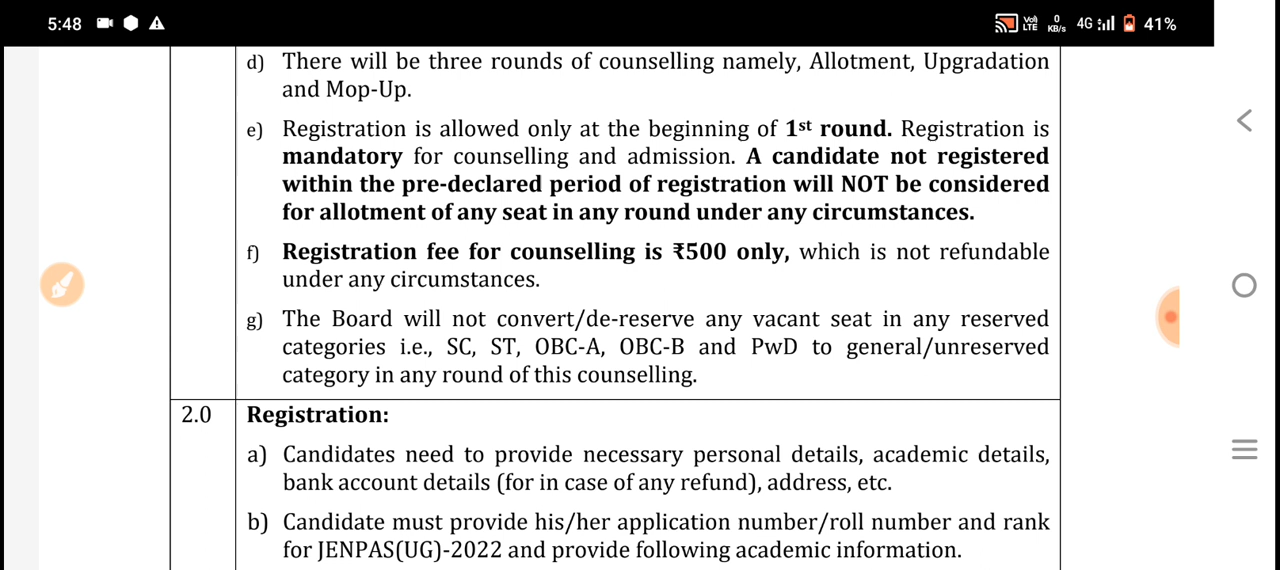 5:48 Vo) LTE 0 KB/s 4G 41%
d) There will be three rounds of counselling namely, Allotment, Upgradation
and Mop-Up.
e) Registration is allowed only at the beginning of 1st round. Registration is
mandatory for counselling and admission. A candidate not registered
within the pre-declared period of registration will NOT be considered
for allotment of any seat in any round under any circumstances.
f) Registration fee for counselling is ₹500 only, which is not refundable
under any circumstances.
g) The Board will not convert/de-reserve any vacant seat in any reserved
categories i.e., SC, ST, OBC-A, OBC-B and PwD to general/unreserved
category in any round of this counselling.
2.0 Registration:
a) Candidates need to provide necessary personal details, academic details,
bank account details (for in case of any refund), address, etc.
b) Candidate must provide his/her application number/roll number and rank
for JENPAS(UG)-2022 and provide following academic information.